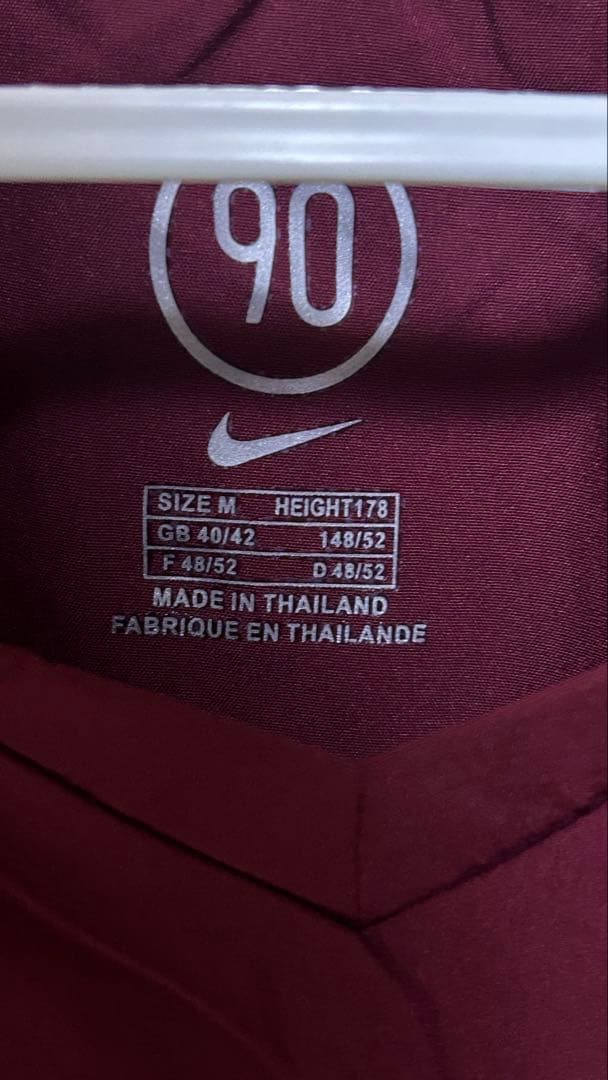 90
SIZE M HEIGHT178
GB 40/42 148/52
F 48/52 D 48/52
MADE IN THAILAND
FABRIQUE EN THAILANDE